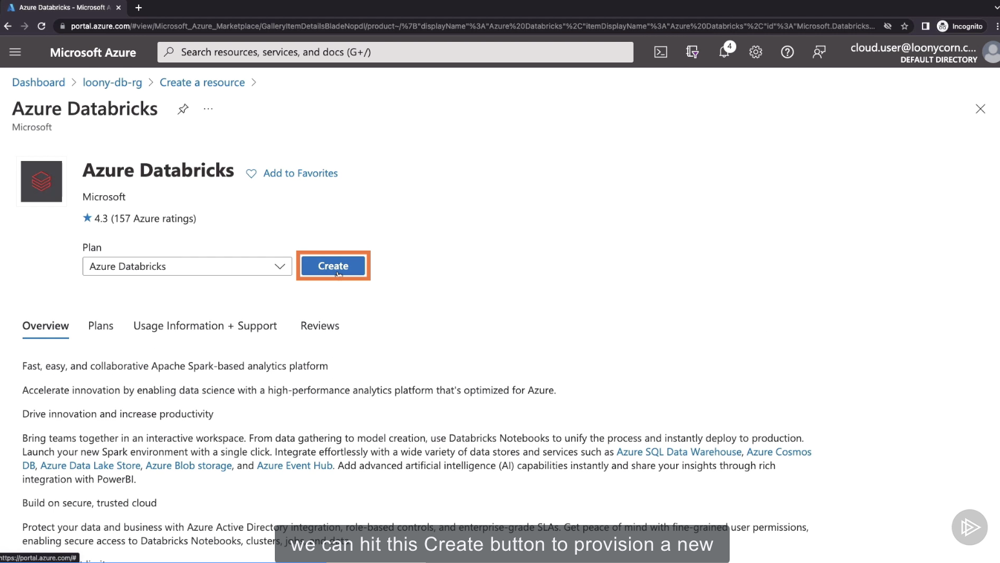 Azure Databricks - Microsoft A
portal.azure.com/#view/Microsoft_Azure_Marketplace/GalleryItemDetailsBladeNopdl/product~/%7B"displayName"%3A"Azure%20Databricks"%2C"itemDisplayName"%3A"Azure%20Databricks"%2C"id"%3A"Microsoft.Databricks... Incognito
Microsoft Azure
Search resources, services, and docs (G+/)
4
cloud.user@loonycorn.c...
DEFAULT DIRECTORY
Dashboard > loony-db-rg > Create a resource >
Azure Databricks ...
Microsoft
Azure Databricks Add to Favorites
Microsoft
★ 4.3 (157 Azure ratings)
Plan
Azure Databricks Create
Overview Plans Usage Information + Support Reviews
Fast, easy, and collaborative Apache Spark-based analytics platform
Accelerate innovation by enabling data science with a high-performance analytics platform that's optimized for Azure.
Drive innovation and increase productivity
Bring teams together in an interactive workspace. From data gathering to model creation, use Databricks Notebooks to unify the process and instantly deploy to production.
Launch your new Spark environment with a single click. Integrate effortlessly with a wide variety of data stores and services such as Azure SQL Data Warehouse, Azure Cosmos
DB, Azure Data Lake Store, Azure Blob storage, and Azure Event Hub. Add advanced artificial intelligence (AI) capabilities instantly and share your insights through rich
integration with PowerBI.
Build on secure, trusted cloud
Protect your data and business with Azure Active Directory integration, role-based controls, and enterprise-grade SLAs. Get peace of mind with fine-grained user permissions,
enabling secure access to Databricks Notebooks, clusters, jobs, and data.
we can hit this Create button to provision a new
https://portal.azure.com/#